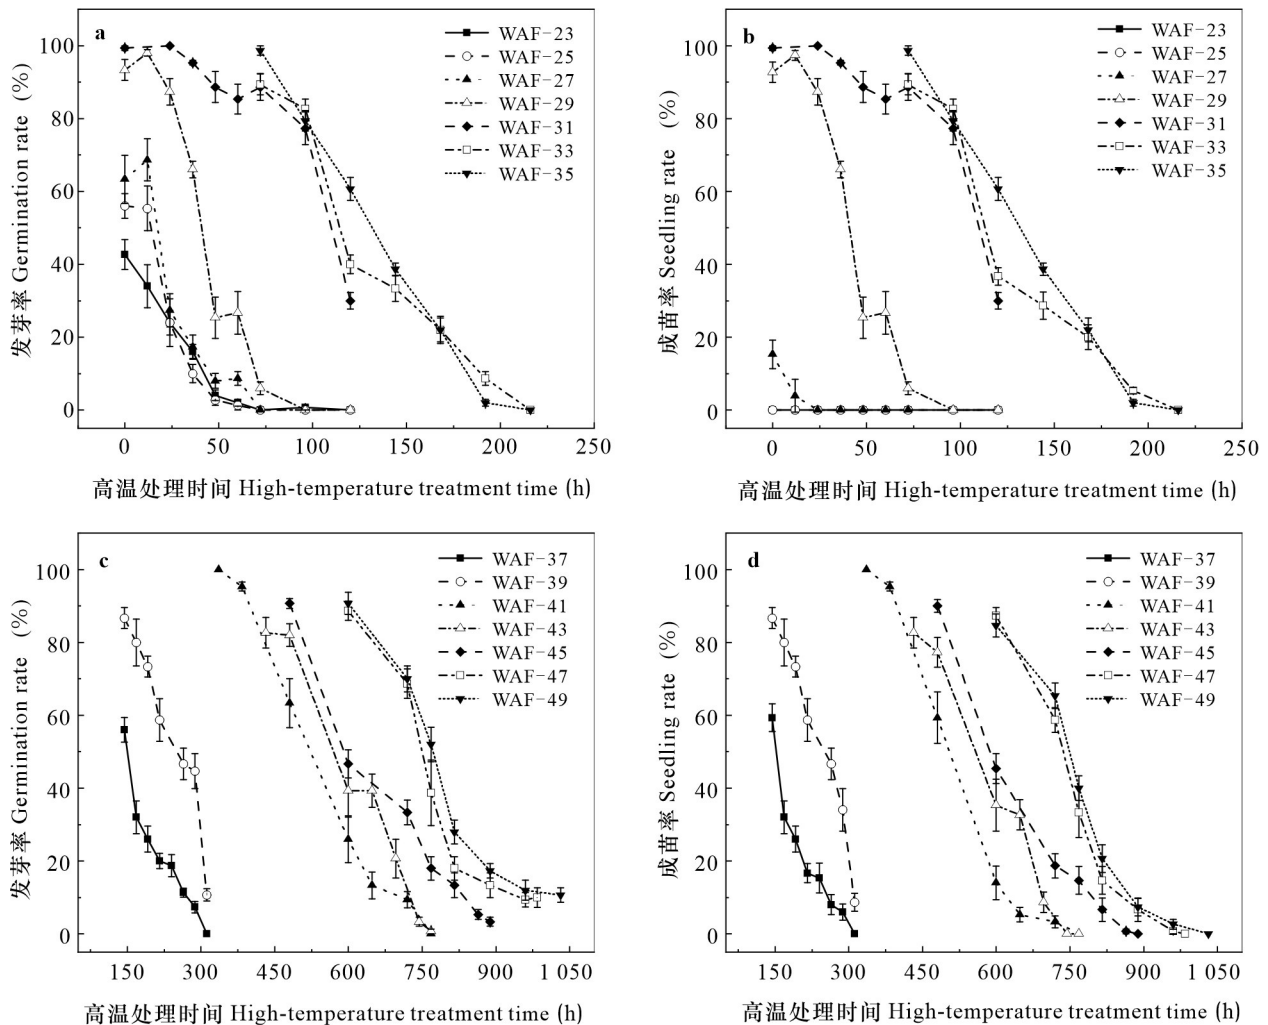 a
WAF-23
WAF-25
WAF-27
WAF-29
WAF-31
WAF-33
WAF-35
100
80
60
40
20
0
发芽率 Germination rate (%)
0 50 100 150 200 250
高温处理时间 High-temperature treatment time (h)
b
WAF-23
WAF-25
WAF-27
WAF-29
WAF-31
WAF-33
WAF-35
100
80
60
40
20
0
成苗率 Seedling rate (%)
0 50 100 150 200 250
高温处理时间 High-temperature treatment time (h)
c
WAF-37
WAF-39
WAF-41
WAF-43
WAF-45
WAF-47
WAF-49
100
80
60
40
20
0
发芽率 Germination rate (%)
150 300 450 600 750 900 1 050
高温处理时间 High-temperature treatment time (h)
d
WAF-37
WAF-39
WAF-41
WAF-43
WAF-45
WAF-47
WAF-49
100
80
60
40
20
0
成苗率 Seedling rate (%)
150 300 450 600 750 900 1 050
高温处理时间 High-temperature treatment time (h)